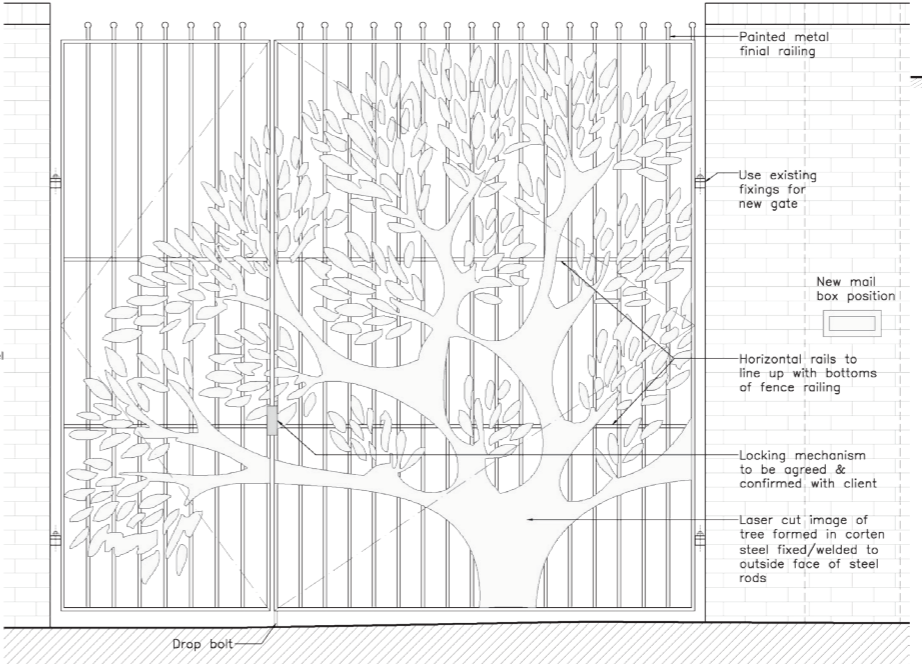 Painted metal
finial railing
Use existing
fixings for
new gate
New mail
box position
Horizontal rails to
line up with bottoms
of fence railing
Locking mechanism
to be agreed &
confirmed with client
Laser cut image of
tree formed in corten
steel fixed/welded to
outside face of steel
rods
Drop bolt